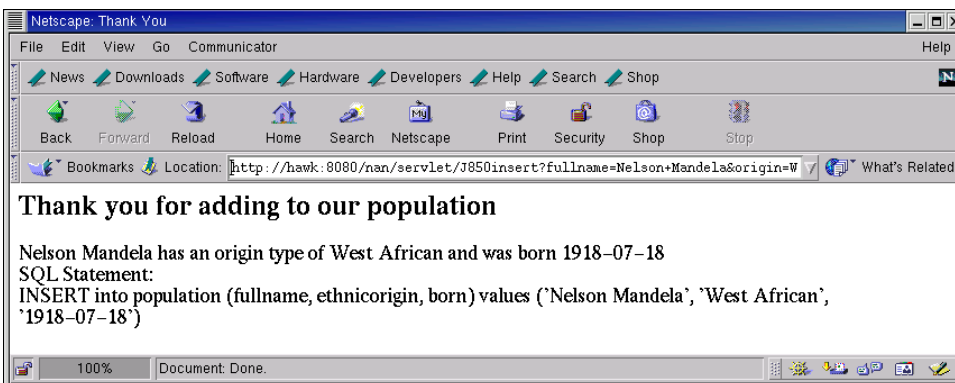 Netscape: Thank You
File Edit View Go Communicator Help
News Downloads Software Hardware Developers Help Search Shop
Back Forward Reload Home Search Netscape Print Security Shop Stop
Bookmarks Location: http://hawk:8080/nan/servlet/J850insert?fullname=Nelson+Mandela&origin=W What's Related
Thank you for adding to our population
Nelson Mandela has an origin type of West African and was born 1918-07-18
SQL Statement:
INSERT into population (fullname, ethnicorigin, born) values ('Nelson Mandela', 'West African',
'1918-07-18')
100% Document: Done.